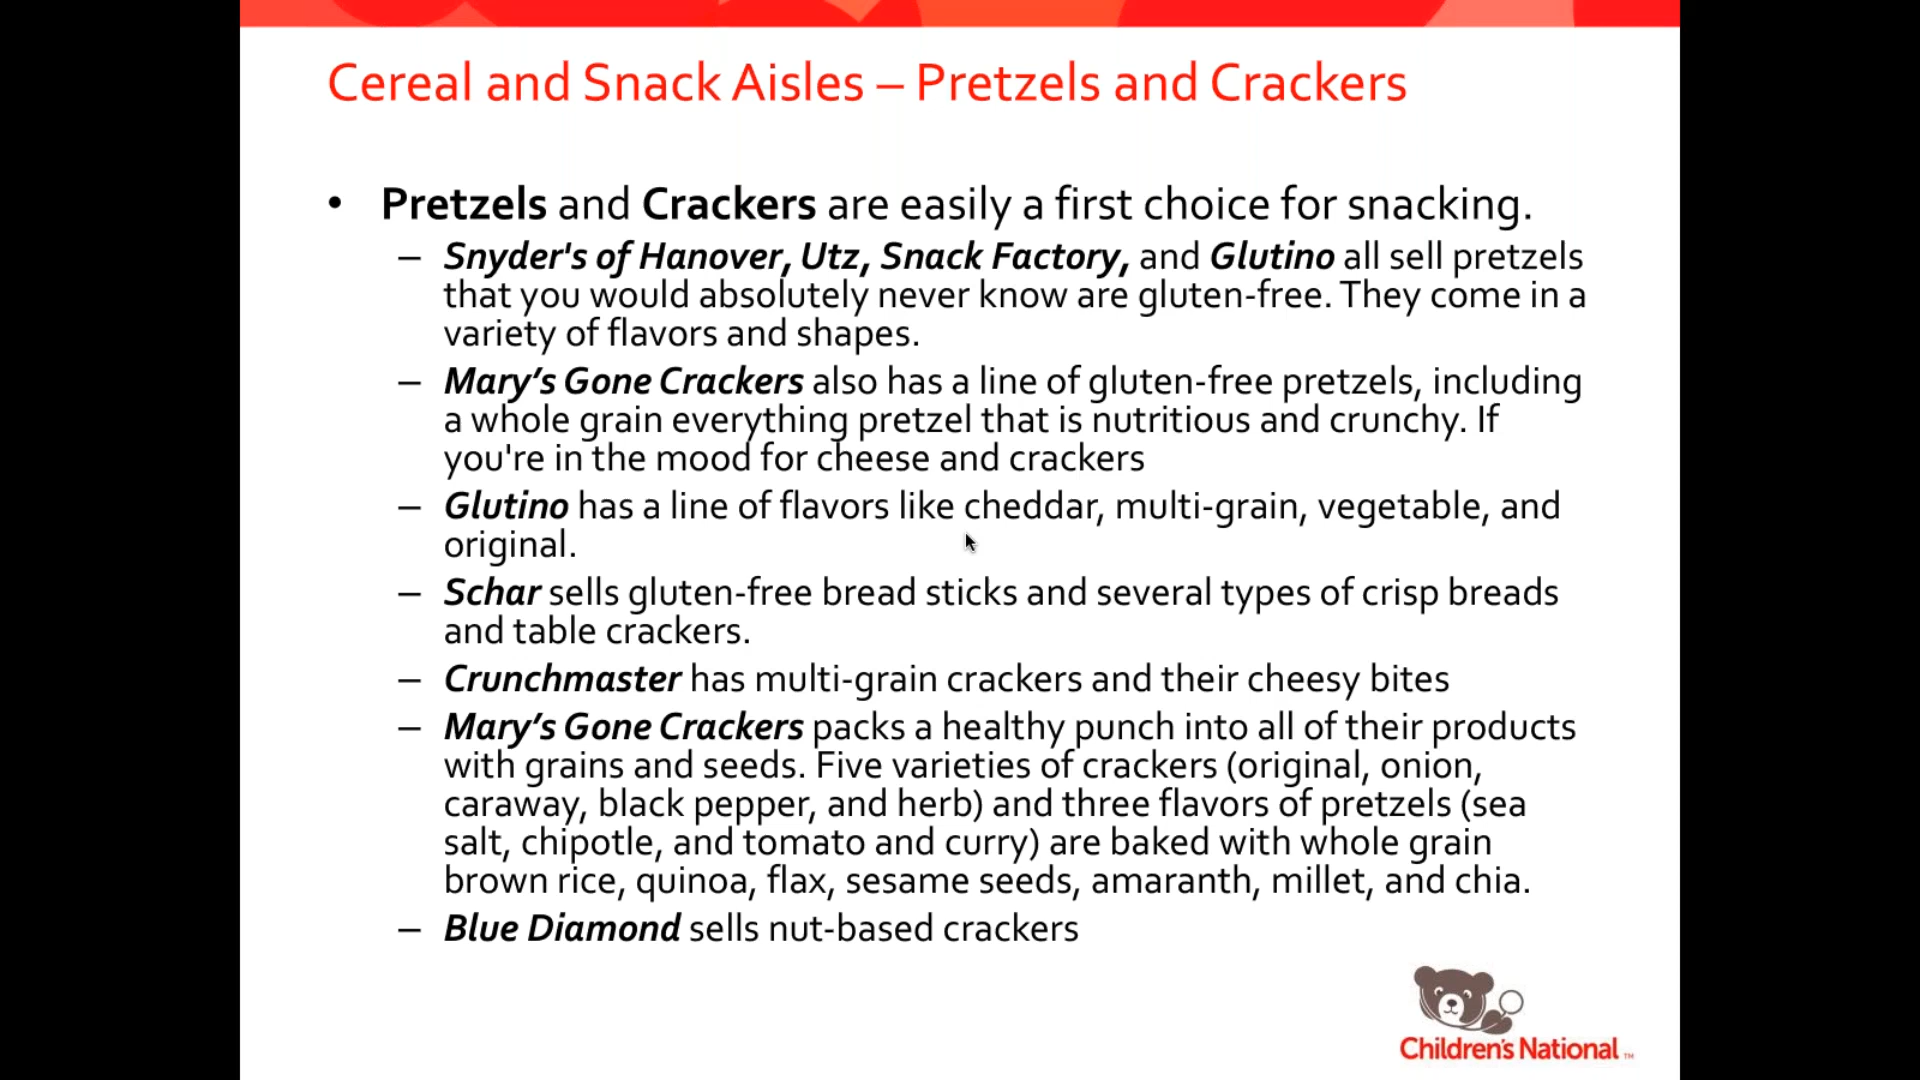 Cereal and Snack Aisles – Pretzels and Crackers
• Pretzels and Crackers are easily a first choice for snacking.
– Snyder's of Hanover, Utz, Snack Factory, and Glutino all sell pretzels
that you would absolutely never know are gluten-free. They come in a
variety of flavors and shapes.
– Mary’s Gone Crackers also has a line of gluten-free pretzels, including
a whole grain everything pretzel that is nutritious and crunchy. If
you're in the mood for cheese and crackers
– Glutino has a line of flavors like cheddar, multi-grain, vegetable, and
original.
– Schar sells gluten-free bread sticks and several types of crisp breads
and table crackers.
– Crunchmaster has multi-grain crackers and their cheesy bites
– Mary’s Gone Crackers packs a healthy punch into all of their products
with grains and seeds. Five varieties of crackers (original, onion,
caraway, black pepper, and herb) and three flavors of pretzels (sea
salt, chipotle, and tomato and curry) are baked with whole grain
brown rice, quinoa, flax, sesame seeds, amaranth, millet, and chia.
– Blue Diamond sells nut-based crackers
Children's National ™